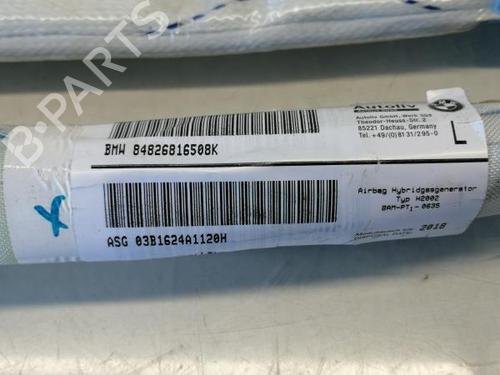 Autoliv
Autoliv GmbH, Werk Süd
Theodor-Heuss-Str. 2
85221 Dachau, Germany
Tel. +49/(0)8131/295-0
L
BMW 84826816508K
ASG 03B1624A1120H
Airbag Hybridgasgenerator
Typ H2002
BAM-PT₁- 0635
2018
B-Parts